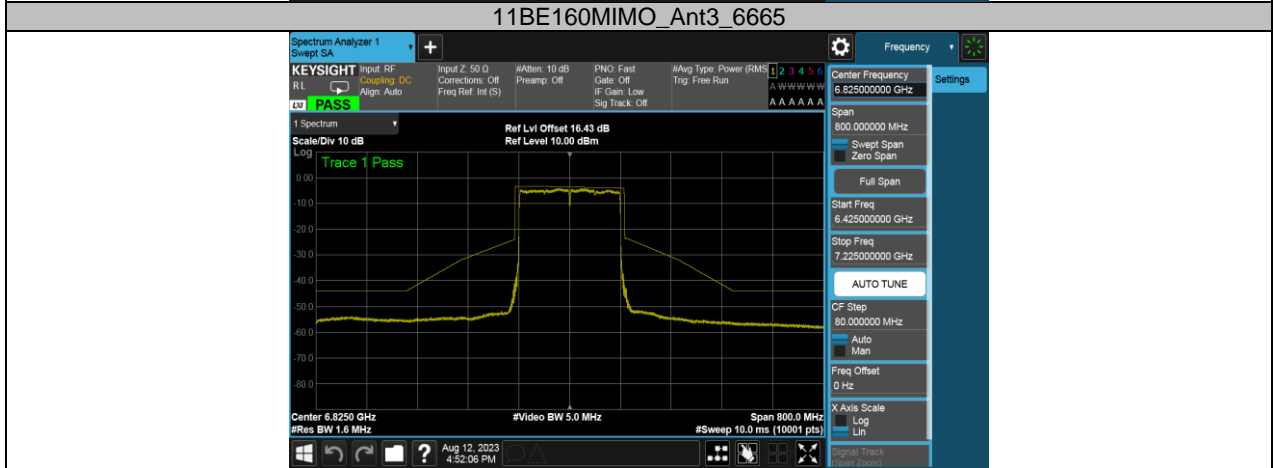 11BE160MIMO_Ant3_6665
Spectrum Analyzer 1
Swept SA
Frequency
KEYSIGHT
RL
LXI
PASS
Input: RF
Coupling: DC
Align: Auto
Input Z: 50 Ω
Corrections: Off
Freq Ref: Int (S)
#Atten: 10 dB
Preamp: Off
PNO: Fast
Gate: Off
IF Gain: Low
Sig Track: Off
#Avg Type: Power (RMS
Trig: Free Run
1 2 3 4 5 6
A W W W W W
A A A A A A
1 Spectrum
Scale/Div 10 dB
Ref Lvl Offset 16.43 dB
Ref Level 10.00 dBm
Log
Trace 1 Pass
0.00
-10.0
-20.0
-30.0
-40.0
-50.0
-60.0
-70.0
-80.0
Center 6.8250 GHz
#Res BW 1.6 MHz
#Video BW 5.0 MHz
Span 800.0 MHz
#Sweep 10.0 ms (10001 pts)
Center Frequency
6.825000000 GHz
Settings
Span
800.000000 MHz
Swept Span
Zero Span
Full Span
Start Freq
6.425000000 GHz
Stop Freq
7.225000000 GHz
AUTO TUNE
CF Step
80.000000 MHz
Auto
Man
Freq Offset
0 Hz
X Axis Scale
Log
Lin
Signal Track
(Span Zoom)
?
Aug 12, 2023
4:52:06 PM